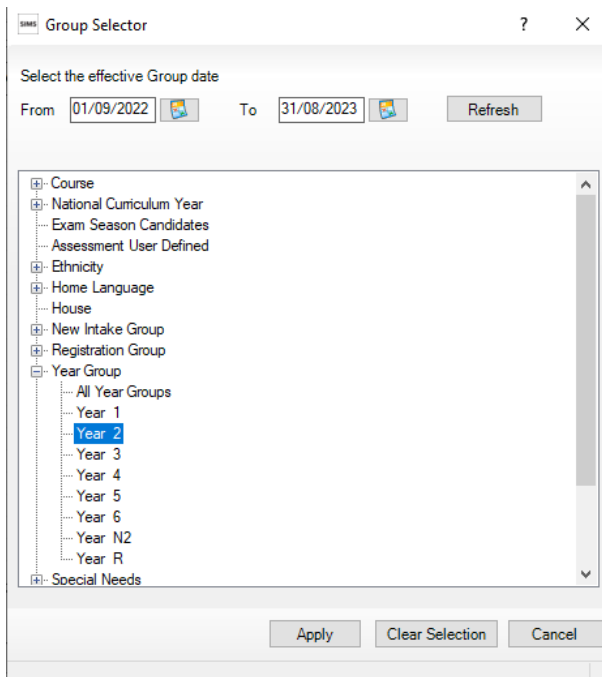 SIMS Group Selector ?
Select the effective Group date
From 01/09/2022 To 31/08/2023 Refresh
Course
National Curriculum Year
Exam Season Candidates
Assessment User Defined
Ethnicity
Home Language
House
New Intake Group
Registration Group
Year Group
All Year Groups
Year 1
Year 2
Year 3
Year 4
Year 5
Year 6
Year N2
Year R
Special Needs
Apply Clear Selection Cancel